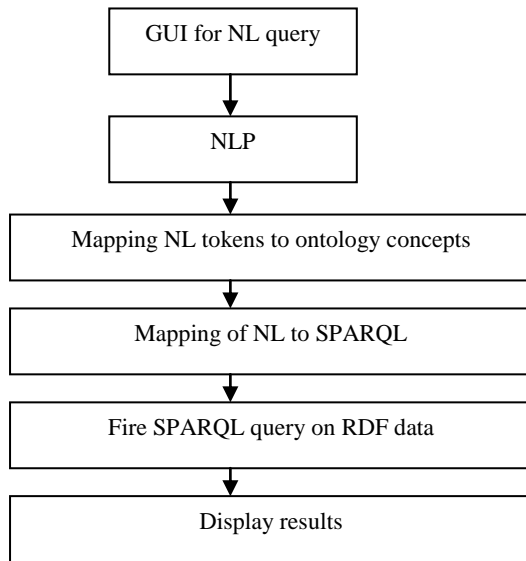 GUI for NL query
NLP
Mapping NL tokens to ontology concepts
Mapping of NL to SPARQL
Fire SPARQL query on RDF data
Display results